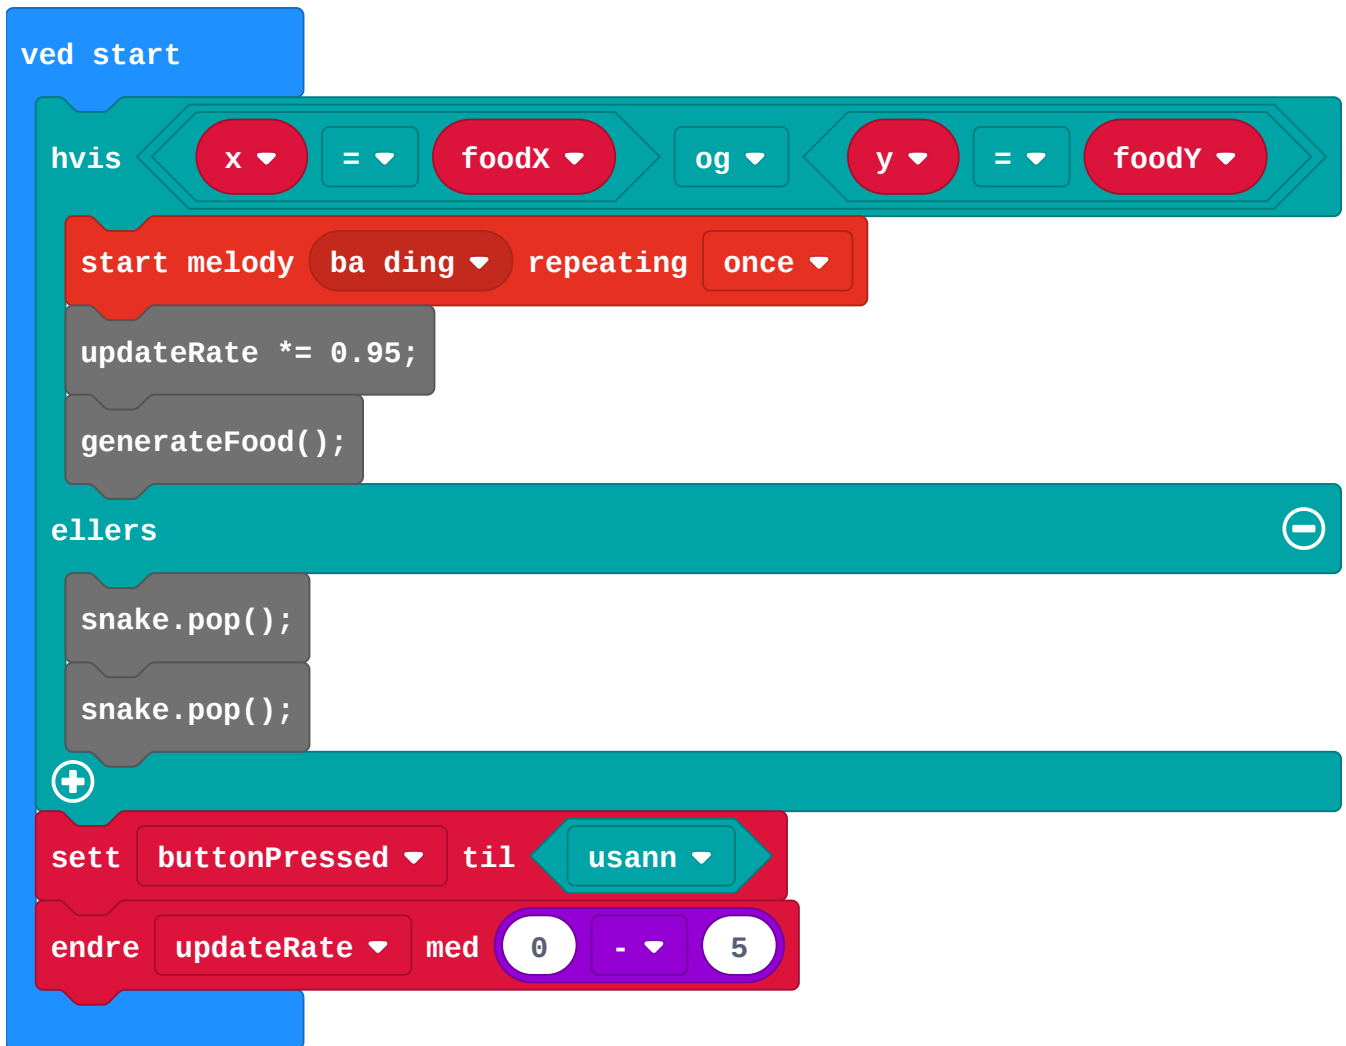 ved start
hvis x = foodX og y = foodY
start melody ba ding repeating once
updateRate *= 0.95;
generateFood();
ellers
snake.pop();
snake.pop();
sett buttonPressed til usann
endre updateRate med 0 - 5